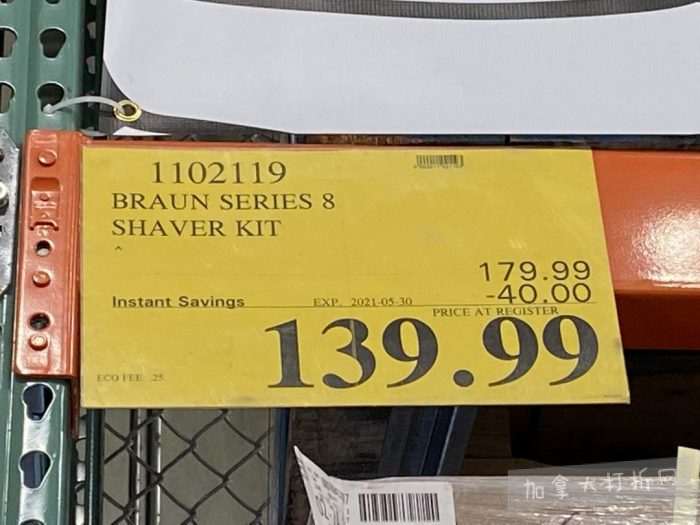 1102119
BRAUN SERIES 8
SHAVER KIT
^
179.99
Instant Savings EXP. 2021-05-30 -40.00
PRICE AT REGISTER
139.99
ECO FEE: .25
加拿大打折网